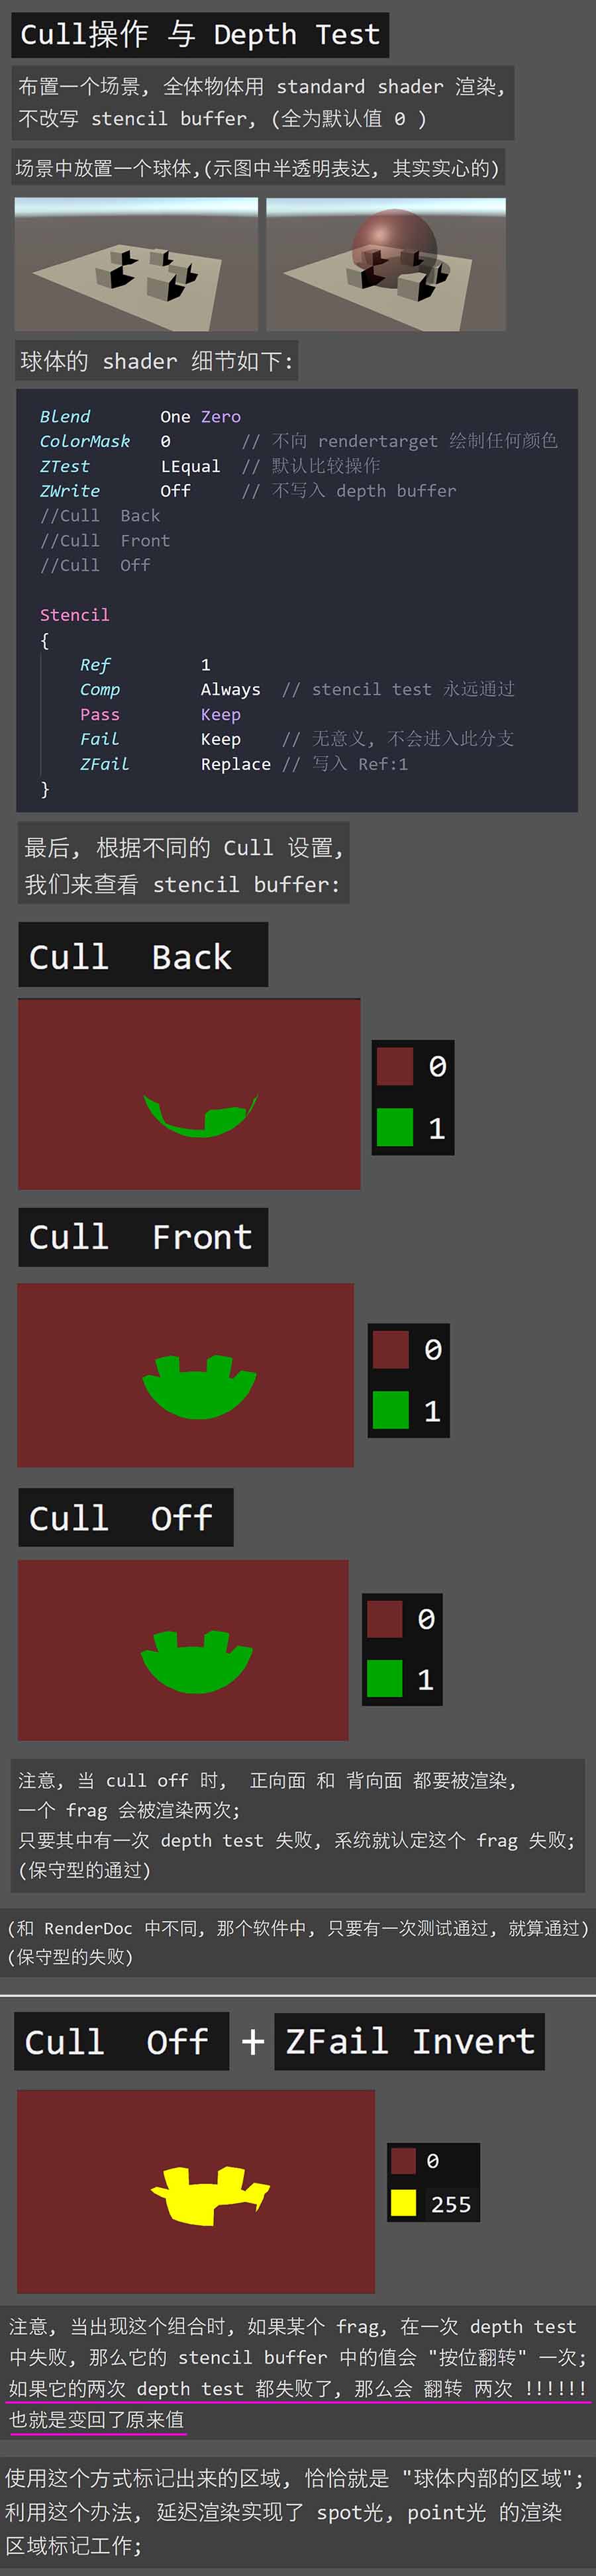 Cull操作 与 Depth Test
布置一个场景, 全体物体用 standard shader 渲染,
不改写 stencil buffer, (全为默认值 0 )
场景中放置一个球体,(示图中半透明表达, 其实实心的)
球体的 shader 细节如下:
Blend One Zero
ColorMask 0 // 不向 rendertarget 绘制任何颜色
ZTest LEqual // 默认比较操作
ZWrite Off // 不写入 depth buffer
//Cull Back
//Cull Front
//Cull Off
Stencil
{
Ref 1
Comp Always // stencil test 永远通过
Pass Keep
Fail Keep // 无意义, 不会进入此分支
ZFail Replace // 写入 Ref:1
}
最后, 根据不同的 Cull 设置,
我们来查看 stencil buffer:
Cull Back
0
1
Cull Front
0
1
Cull Off
0
1
注意, 当 cull off 时, 正向面 和 背向面 都要被渲染,
一个 frag 会被渲染两次;
只要其中有一次 depth test 失败, 系统就认定这个 frag 失败;
(保守型的通过)
(和 RenderDoc 中不同, 那个软件中, 只要有一次测试通过, 就算通过)
(保守型的失败)
Cull Off + ZFail Invert
0
255
注意, 当出现这个组合时, 如果某个 frag, 在一次 depth test
中失败, 那么它的 stencil buffer 中的值会 "按位翻转" 一次;
如果它的两次 depth test 都失败了, 那么会 翻转 两次 !!!!!!
也就是变回了原来值
使用这个方式标记出来的区域, 恰恰就是 "球体内部的区域";
利用这个办法, 延迟渲染实现了 spot光, point光 的渲染
区域标记工作;